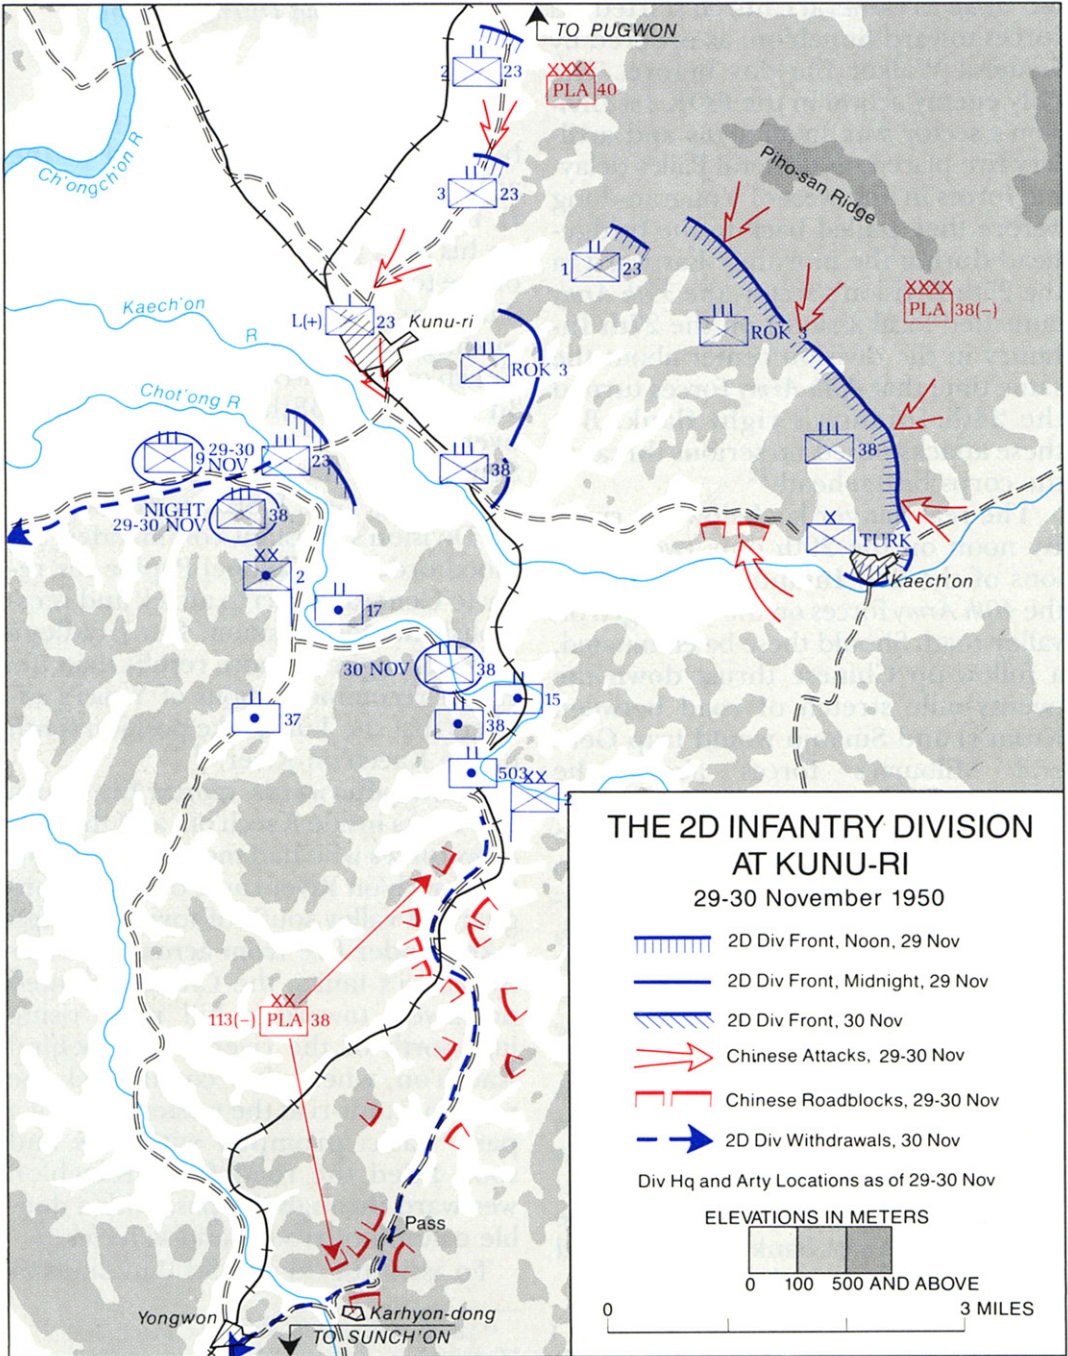 TO PUGWON
2
23
XXXX
PLA 40
Ch'ongch'on R
3
23
Piho-san Ridge
1
23
XXXX
PLA 38(-)
Kaech'on
R
L(+)
23
Kunu-ri
ROK 3
ROK 3
Chot'ong R
9
29-30
NOV
23
38
38
NIGHT
29-30 NOV
38
X
TURK
Kaech'on
XX
2
17
30 NOV
38
15
37
38
503
XX
2
113(-)
XX
PLA 38
Pass
Yongwon
Karhyon-dong
TO SUNCH'ON
THE 2D INFANTRY DIVISION
AT KUNU-RI
29-30 November 1950
2D Div Front, Noon, 29 Nov
2D Div Front, Midnight, 29 Nov
2D Div Front, 30 Nov
Chinese Attacks, 29-30 Nov
Chinese Roadblocks, 29-30 Nov
2D Div Withdrawals, 30 Nov
Div Hq and Arty Locations as of 29-30 Nov
ELEVATIONS IN METERS
0 100 500 AND ABOVE
0 3 MILES